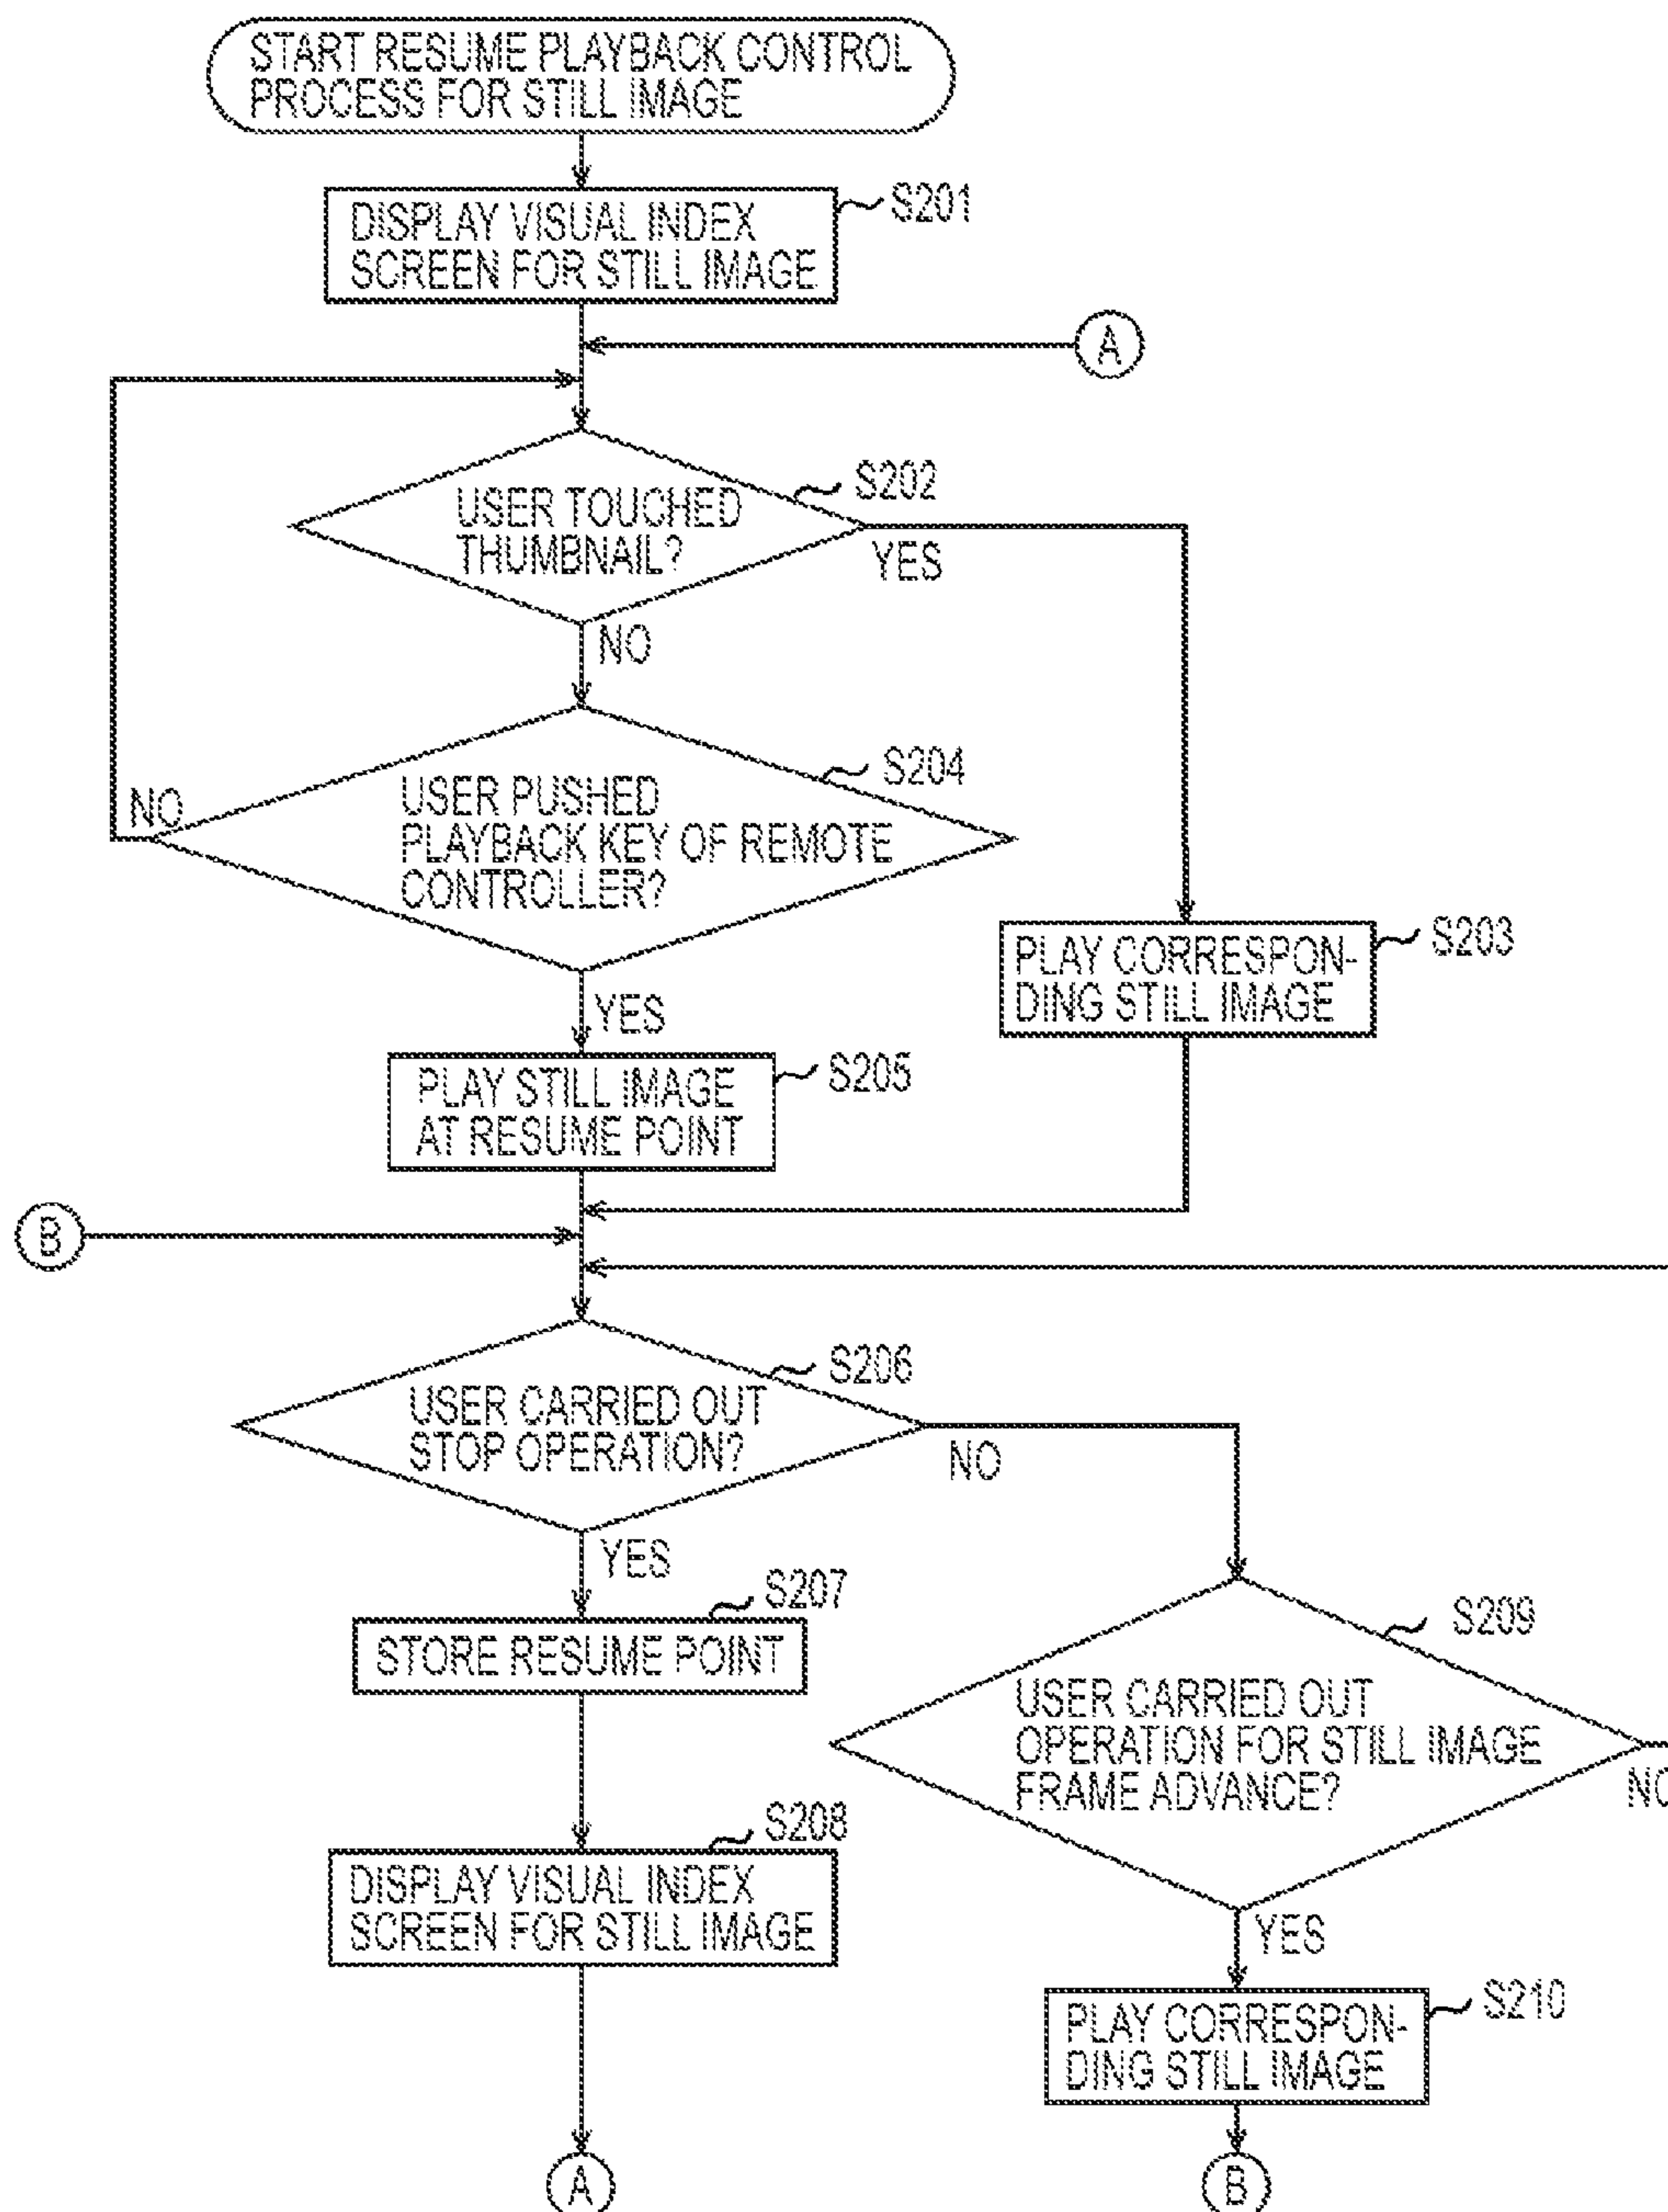 START RESUME PLAYBACK CONTROL
PROCESS FOR STILL IMAGE
S201
DISPLAY VISUAL INDEX
SCREEN FOR STILL IMAGE
A
S202
USER TOUCHED
THUMBNAIL?
YES
NO
S204
USER PUSHED
PLAYBACK KEY OF REMOTE
CONTROLLER?
NO
YES
S203
PLAY CORRESPON-
DING STILL IMAGE
S205
PLAY STILL IMAGE
AT RESUME POINT
B
S206
USER CARRIED OUT
STOP OPERATION?
NO
YES
S207
STORE RESUME POINT
S209
USER CARRIED OUT
OPERATION FOR STILL IMAGE
FRAME ADVANCE?
NO
S208
DISPLAY VISUAL INDEX
SCREEN FOR STILL IMAGE
YES
S210
PLAY CORRESPON-
DING STILL IMAGE
A
B